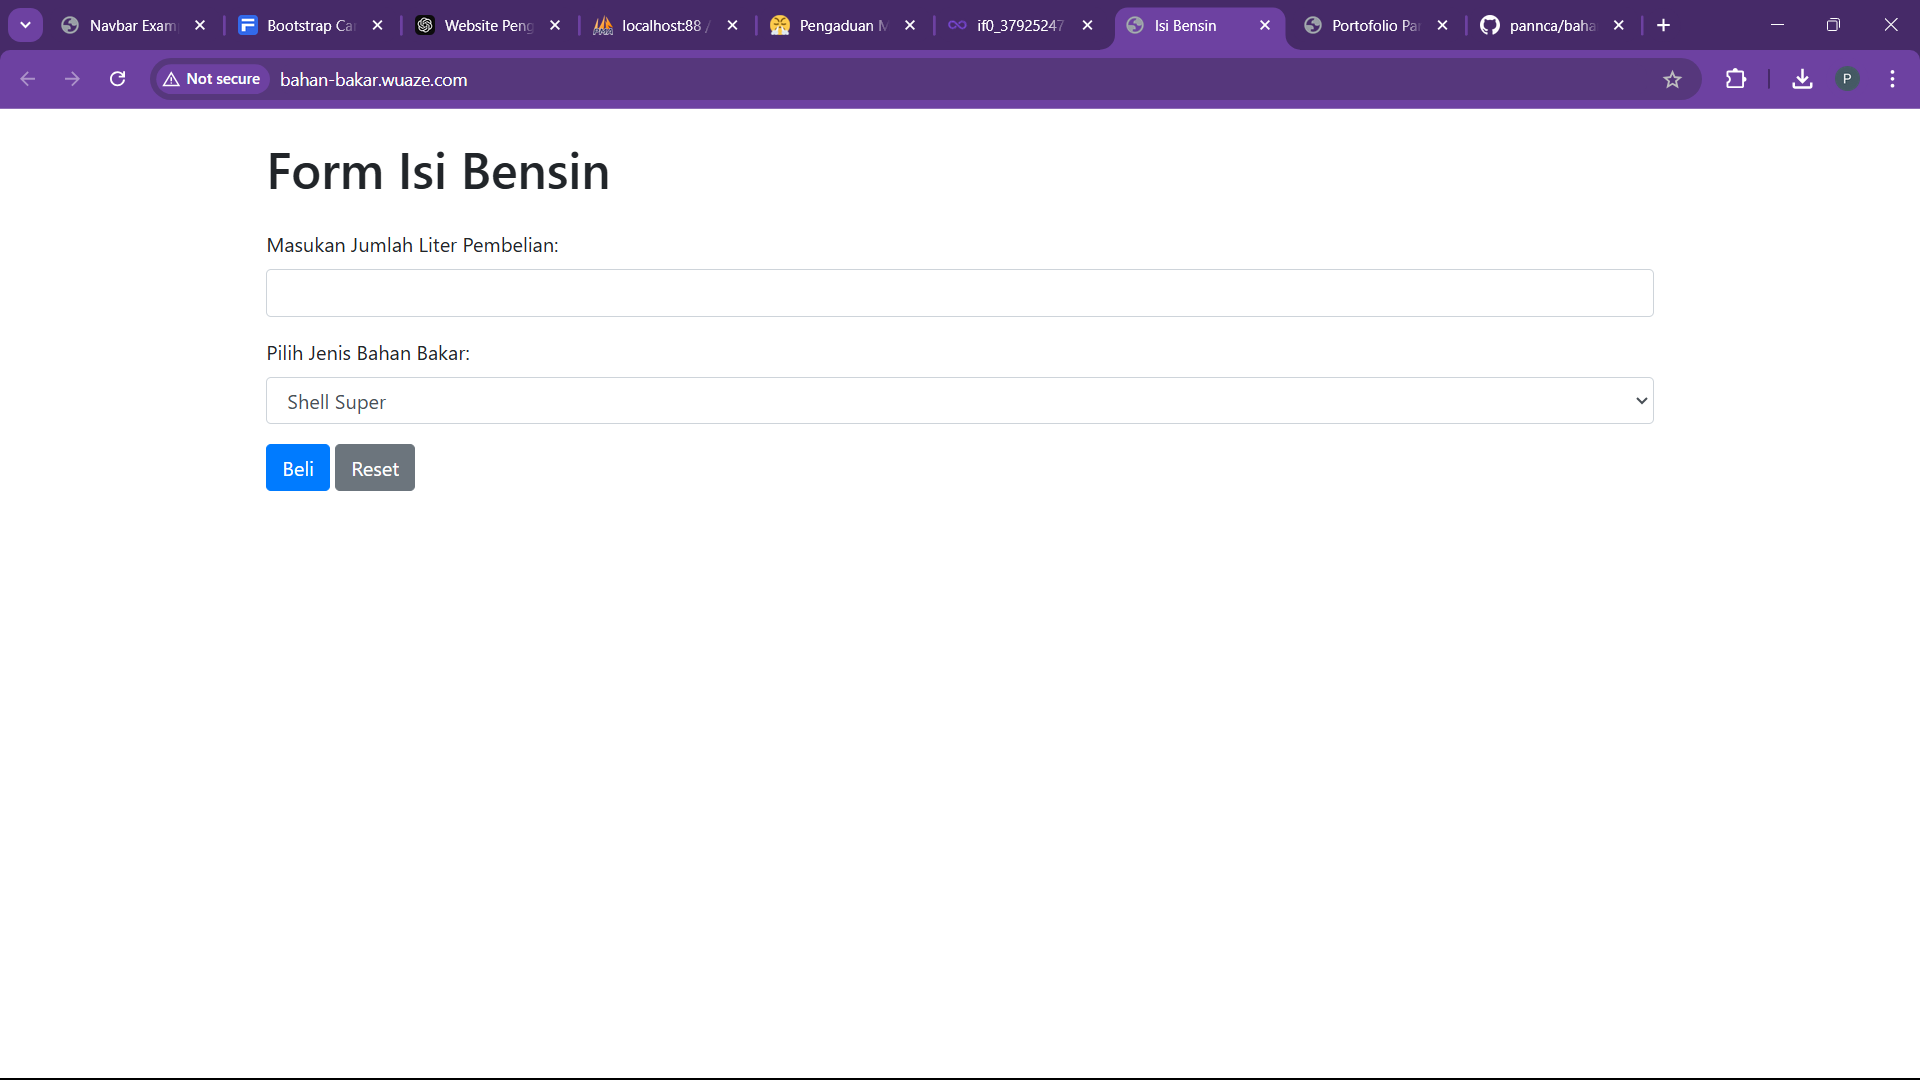 Navbar Exam
Bootstrap Ca
Website Peng
localhost:88 /
Pengaduan M
if0_37925247
Isi Bensin
Portofolio Pa
pannca/baha
Not secure
bahan-bakar.wuaze.com
P
Form Isi Bensin
Masukan Jumlah Liter Pembelian:
Pilih Jenis Bahan Bakar:
Shell Super
Beli
Reset